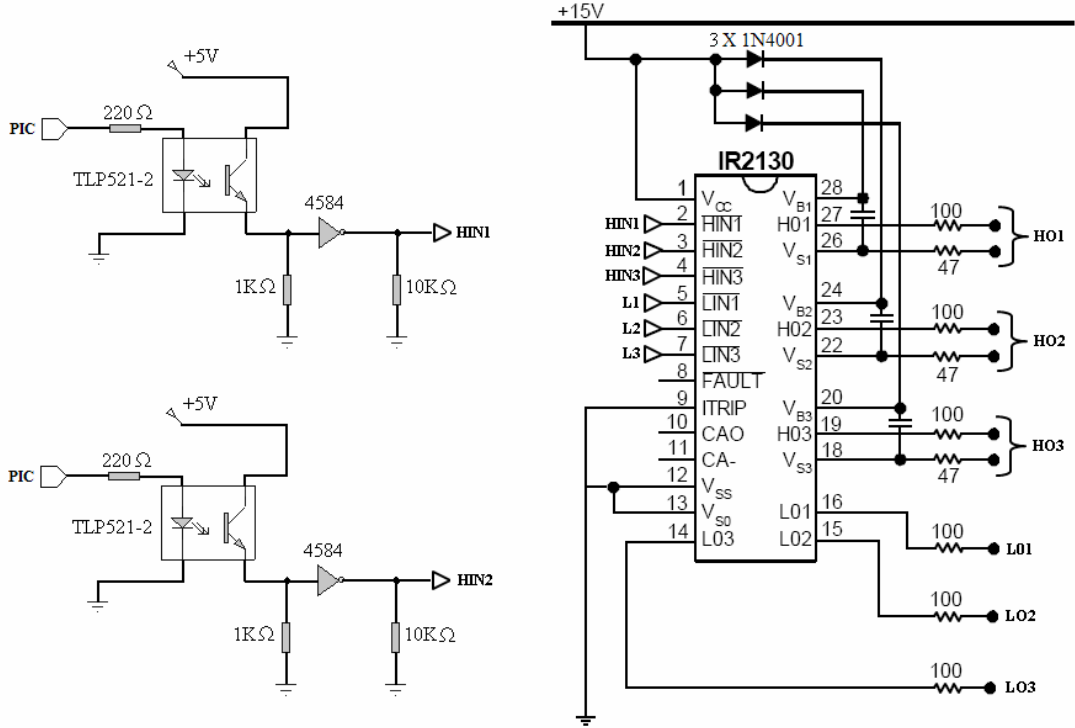 +5V
220 Ω
PIC
TLP521-2
4584
HIN1
1KΩ
10KΩ
+5V
220 Ω
PIC
TLP521-2
4584
HIN2
1KΩ
10KΩ
+15V
3 X 1N4001
IR2130
HIN1 2 HIN1
1 VCC
HIN2 3 HIN2
HIN3 4 HIN3
L1 5 LIN1
L2 6 LIN2
L3 7 LIN3
8 FAULT
9 ITRIP
10 CAO
11 CA-
12 VSS
13 VS0
14 L03
VB1 28
H01 27 100
VS1 26 47
HO1
VB2 24
H02 23 100
VS2 22 47
HO2
VB3 20
H03 19 100
VS3 18 47
HO3
L01 16
L02 15
100 L01
100 LO2
100 LO3